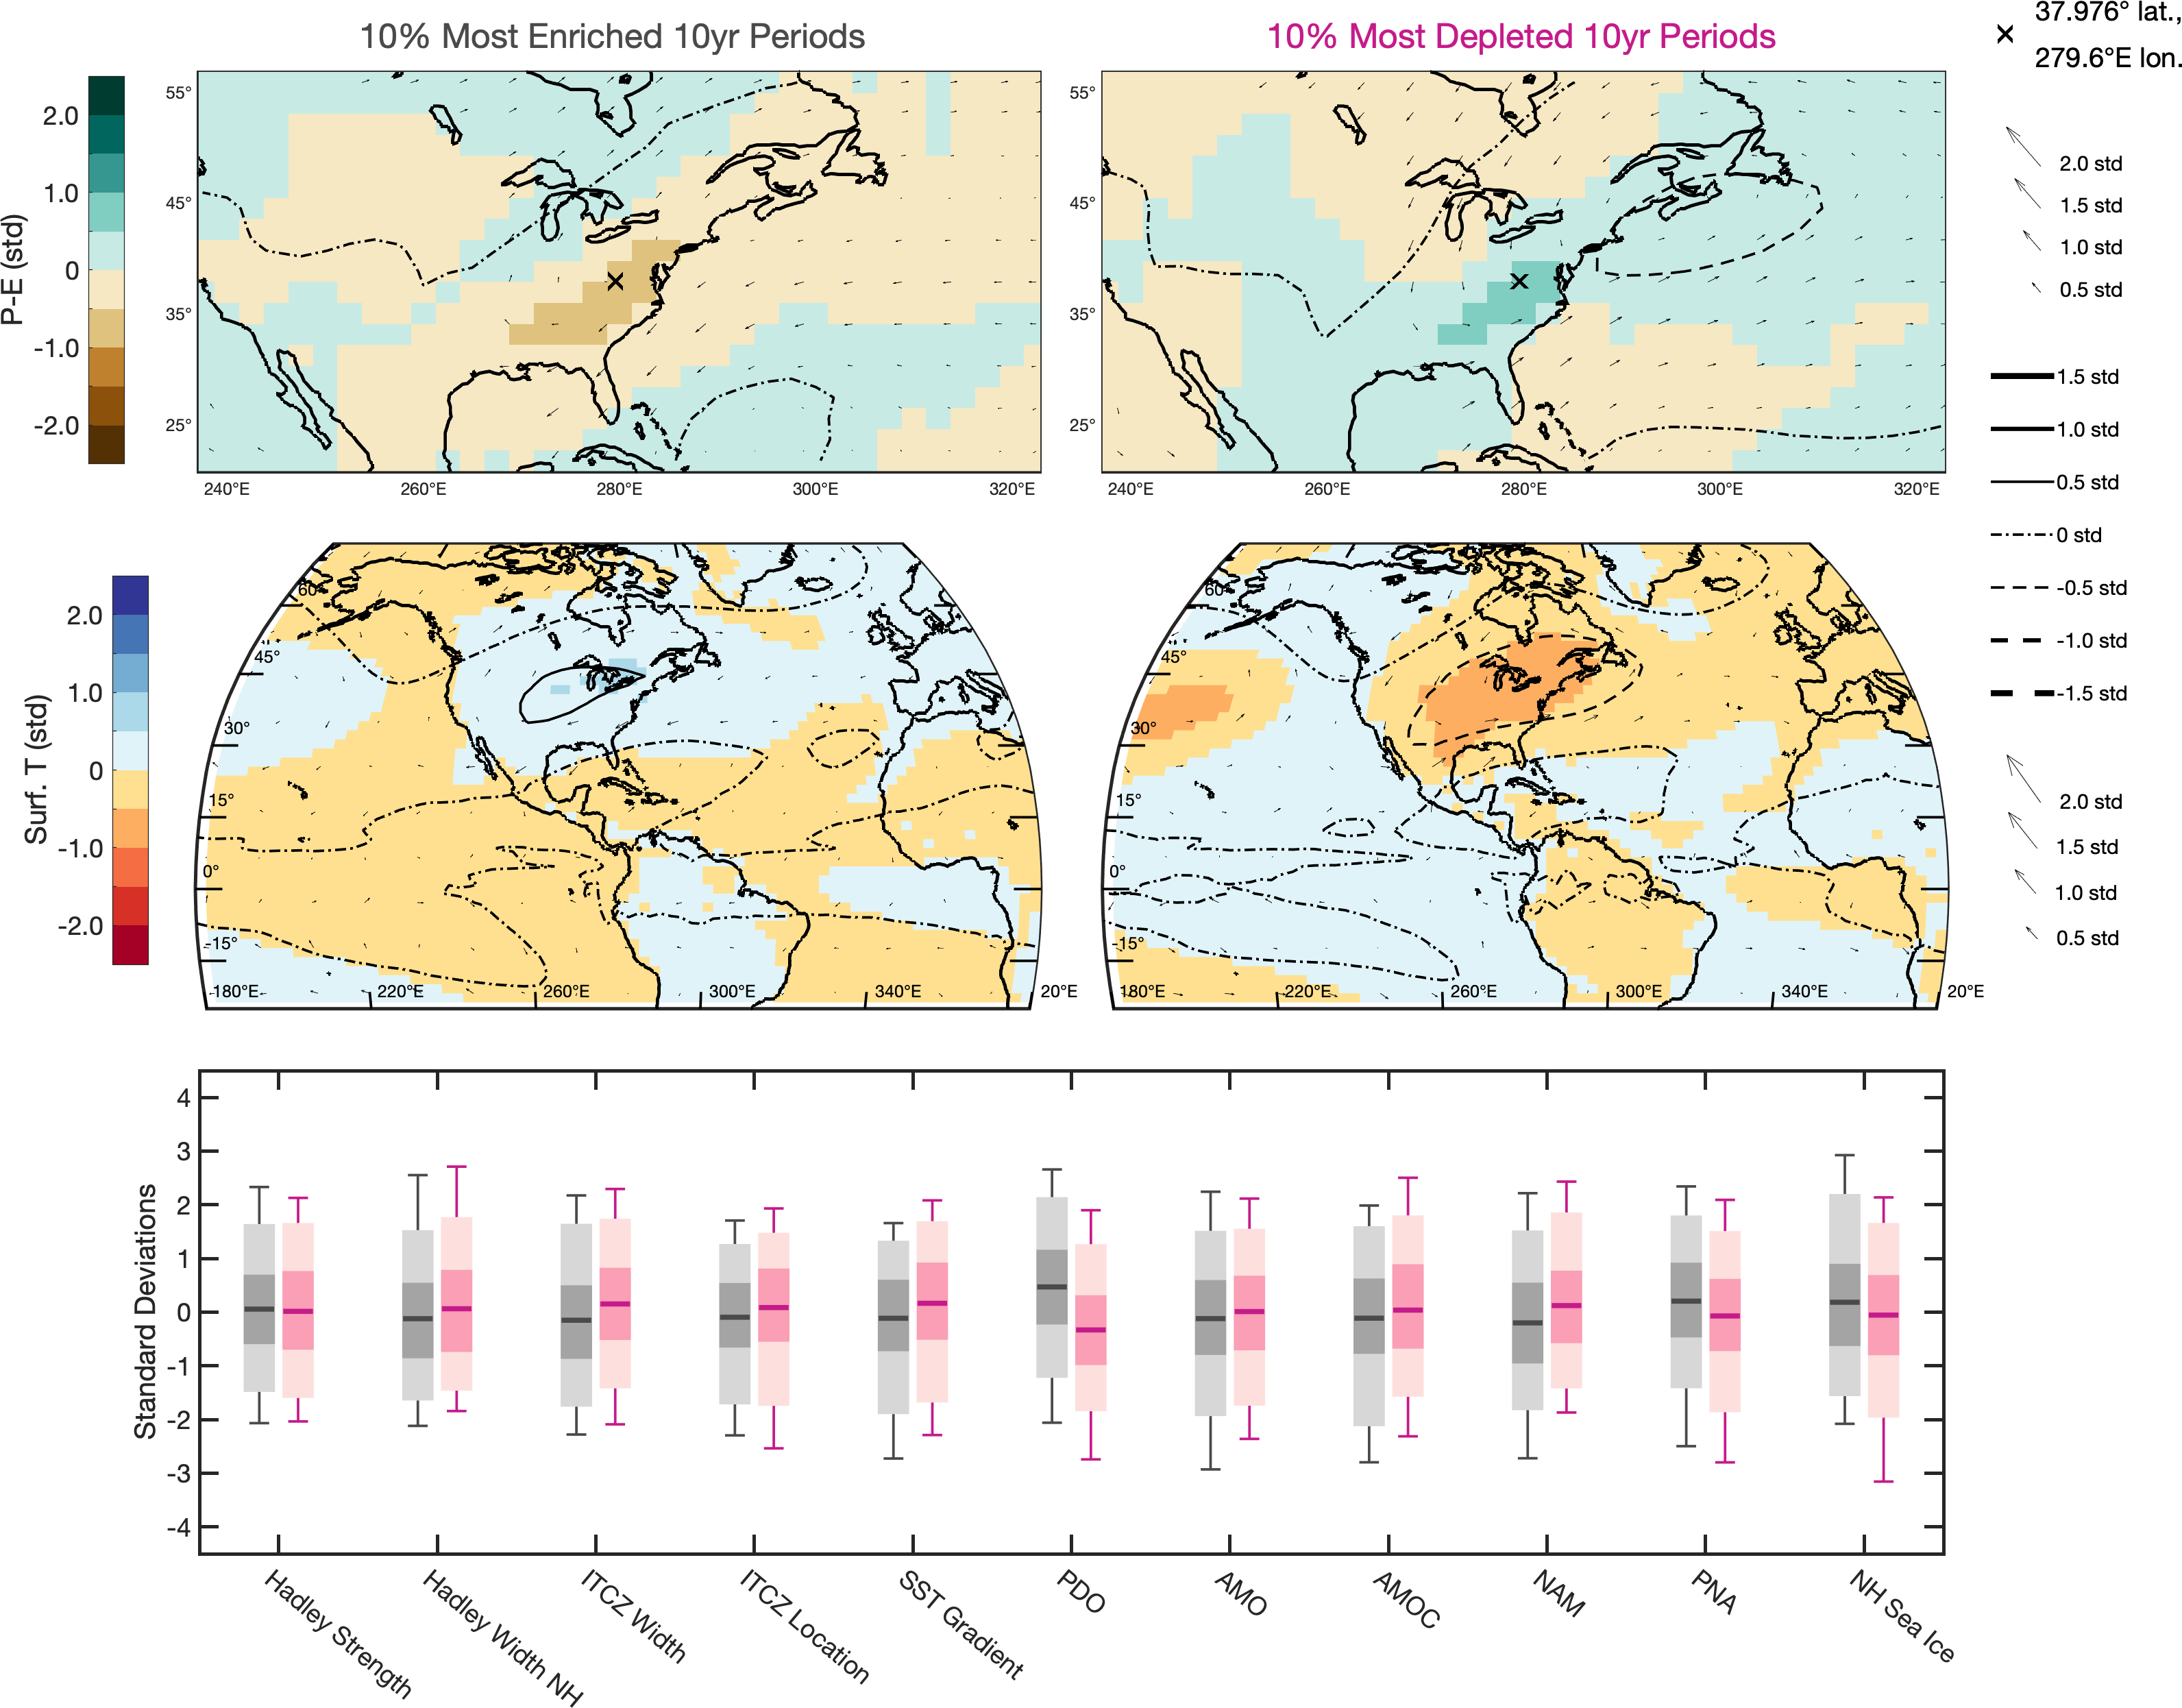 10% Most Enriched 10yr Periods
10% Most Depleted 10yr Periods
37.976° lat.,
279.6°E lon.
P-E (std)
2.0
1.0
0
-1.0
-2.0
55°
45°
35°
25°
240°E 260°E 280°E 300°E 320°E
55°
45°
35°
25°
240°E 260°E 280°E 300°E 320°E
2.0 std
1.5 std
1.0 std
0.5 std
1.5 std
1.0 std
0.5 std
0 std
-0.5 std
-1.0 std
-1.5 std
2.0 std
1.5 std
1.0 std
0.5 std
Surf. T (std)
2.0
1.0
0
-1.0
-2.0
60°
45°
30°
15°
0°
-15°
180°E 220°E 260°E 300°E 340°E 20°E
60°
45°
30°
15°
0°
-15°
180°E 220°E 260°E 300°E 340°E 20°E
Standard Deviations
4
3
2
1
0
-1
-2
-3
-4
Hadley Strength
Hadley Width NH
ITCZ Width
ITCZ Location
SST Gradient
PDO
AMO
AMOC
NAM
PNA
NH Sea Ice